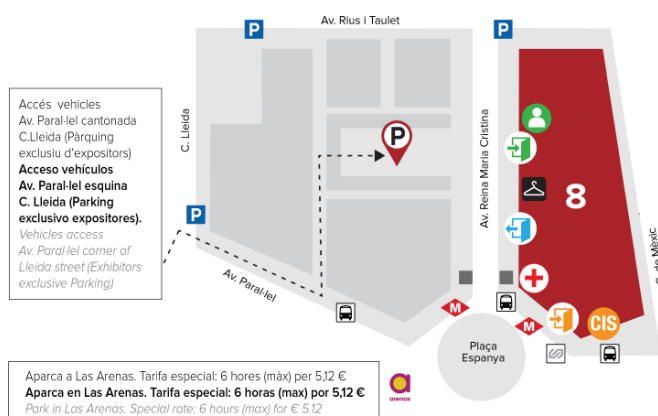 Av. Rius i Taulet
P
P
Accés vehicles
Av. Paral·lel cantonada
C.Lleida (Pàrquing
exclusiu d'expositors)
Acceso vehículos
Av. Paral·lel esquina
C. Lleida (Parking
exclusivo expositores).
Vehicles access
Av. Paral·lel corner of
Lleida street (Exhibitors
exclusive Parking)
C. Lleida
P
P
Av. Reina Maria Cristina
8
C. de Mèxic
Av. Paral·lel
M
M
CIS
Plaça
Espanya
Aparca a Las Arenas. Tarifa especial: 6 hores (màx) per 5,12 €
Aparca en Las Arenas. Tarifa especial: 6 horas (max) por 5,12 €
Park in Las Arenas. Special rate: 6 hours (max) for € 5.12
a
arenas